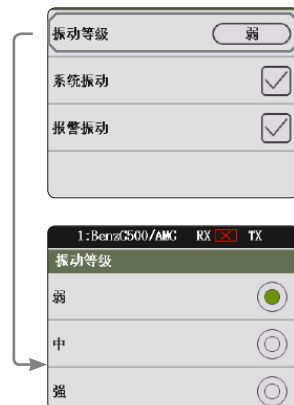 振动等级 弱
系统振动
报警振动
1:BenzG500/AMG RX TX
振动等级
弱
中
强